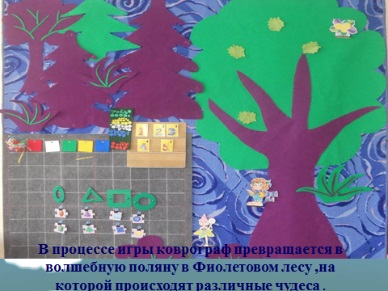 В процессе игры коврограф превращается в
волшебную поляну в Фиолетовом лесу ,на
которой происходят различные чудеса .